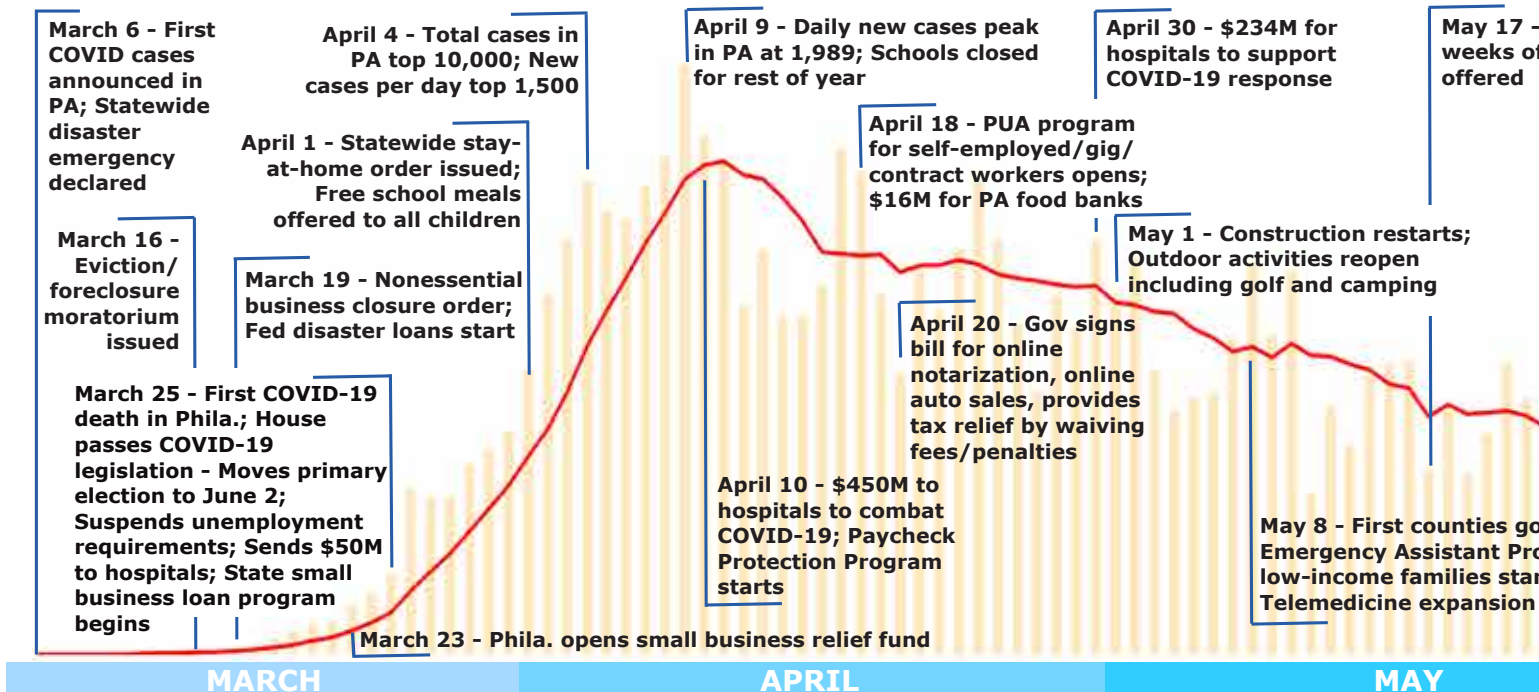 March 6 - First
COVID cases
announced in
PA; Statewide
disaster
emergency
declared
March 16 -
Eviction/
foreclosure
moratorium
issued
March 19 - Nonessential
business closure order;
Fed disaster loans start
March 23 - Phila. opens small business relief fund
March 25 - First COVID-19
death in Phila.; House
passes COVID-19
legislation - Moves primary
election to June 2;
Suspends unemployment
requirements; Sends $50M
to hospitals; State small
business loan program
begins
April 1 - Statewide stay-
at-home order issued;
Free school meals
offered to all children
April 4 - Total cases in
PA top 10,000; New
cases per day top 1,500
April 9 - Daily new cases peak
in PA at 1,989; Schools closed
for rest of year
April 10 - $450M to
hospitals to combat
COVID-19; Paycheck
Protection Program
starts
April 18 - PUA program
for self-employed/gig/
contract workers opens;
$16M for PA food banks
April 20 - Gov signs
bill for online
notarization, online
auto sales, provides
tax relief by waiving
fees/penalties
April 30 - $234M for
hospitals to support
COVID-19 response
May 1 - Construction restarts;
Outdoor activities reopen
including golf and camping
May 8 - First counties go
Emergency Assistant Pro
low-income families star
Telemedicine expansion
May 17 -
weeks of
offered
MARCH
APRIL
MAY